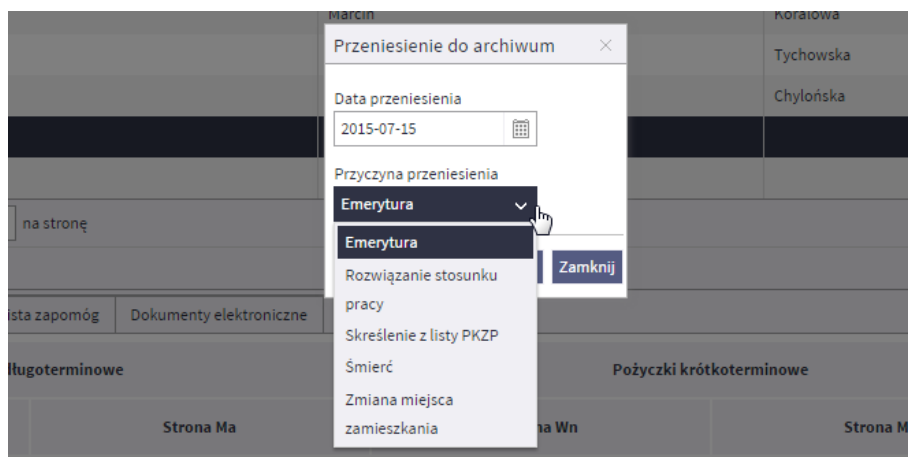 Marcin
Koralowa
Przeniesienie do archiwum
Tychowska
Data przeniesienia
Chylońska
2015-07-15
Przyczyna przeniesienia
Emerytura
na stronę
Emerytura
Rozwiązanie stosunku
pracy
Zamknij
ista zapomóg
Dokumenty elektroniczne
Skreślenie z listy PKZP
Śmierć
ługoterminowe
Pożyczki krótkoterminowe
Zmiana miejsca
zamieszkania
Strona Ma
na Wn
Strona M